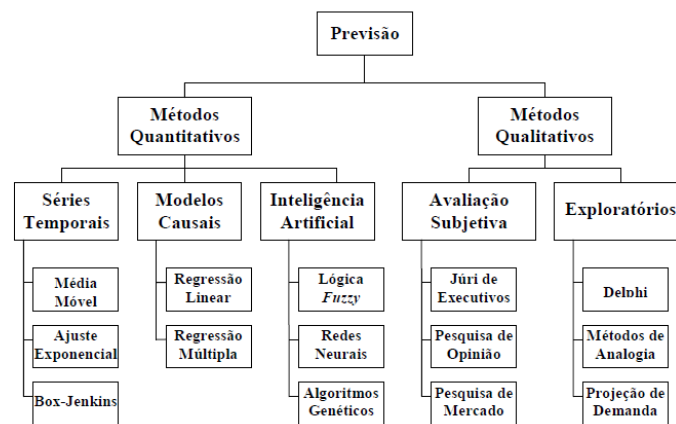 Previsão
Métodos
Quantitativos
Métodos
Qualitativos
Séries
Temporais
Modelos
Causais
Inteligência
Artificial
Avaliação
Subjetiva
Exploratórios
Média
Móvel
Regressão
Linear
Lógica
Fuzzy
Júri de
Executivos
Delphi
Ajuste
Exponencial
Regressão
Múltipla
Redes
Neurais
Pesquisa de
Opinião
Métodos de
Analogia
Box-Jenkins
Algoritmos
Genéticos
Pesquisa de
Mercado
Projeção de
Demanda